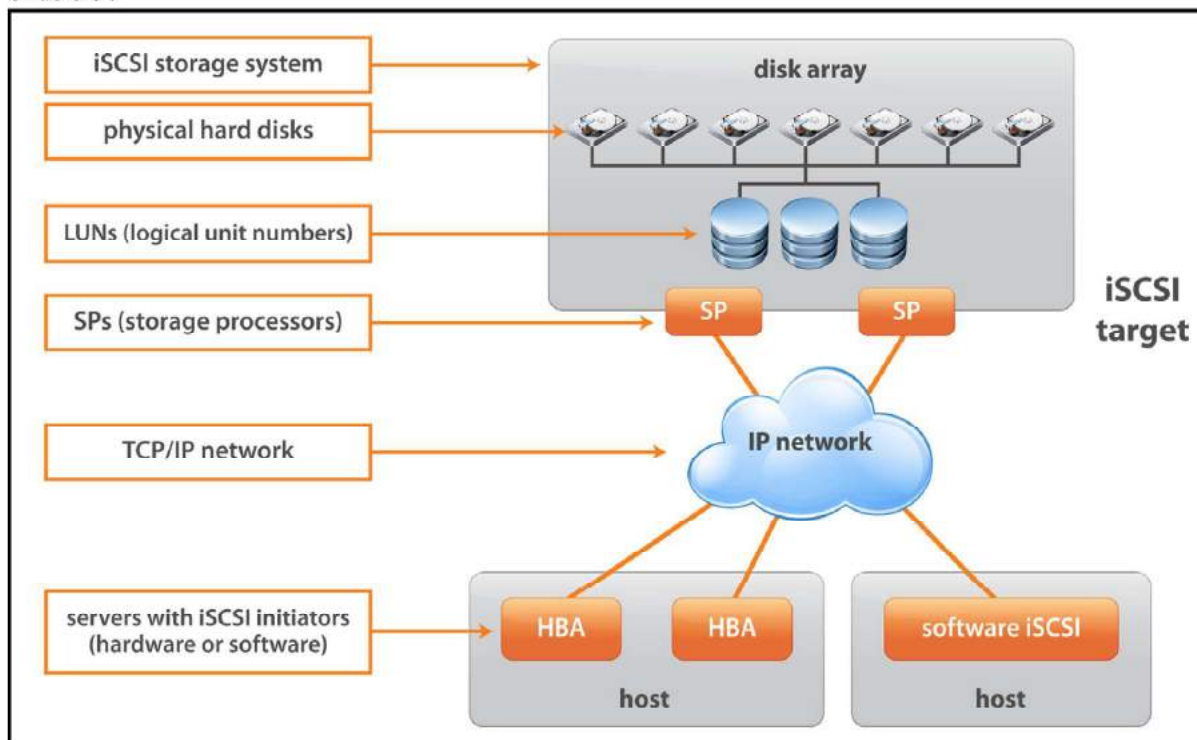 iSCSI storage system
disk array
physical hard disks
LUNs (logical unit numbers)
SPs (storage processors)
SP
SP
iSCSI
target
TCP/IP network
IP network
servers with iSCSI initiators
(hardware or software)
HBA
HBA
software iSCSI
host
host